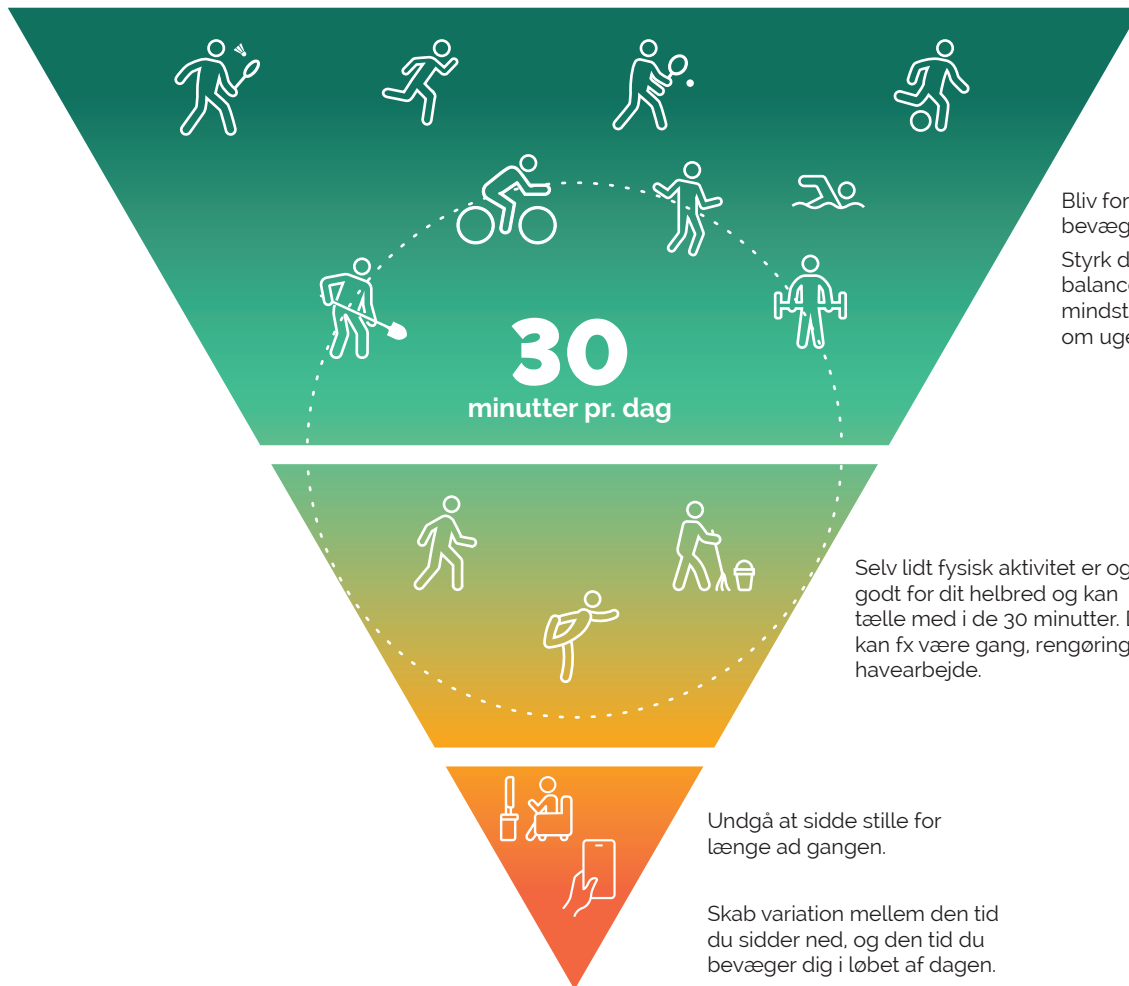 30
minutter pr. dag
Bliv for
bevæg
Styrk d
balance
mindst
om uge
Selv lidt fysisk aktivitet er og
godt for dit helbred og kan
tælle med i de 30 minutter.
kan fx være gang, rengøring
havearbejde.
Undgå at sidde stille for
længe ad gangen.
Skab variation mellem den tid
du sidder ned, og den tid du
bevæger dig i løbet af dagen.